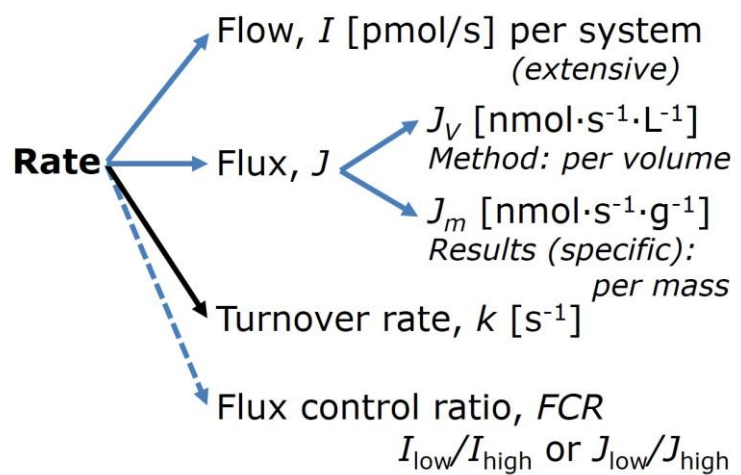 Flow, I [pmol/s] per system
(extensive)
J_V [nmol·s⁻¹·L⁻¹]
Rate Flux, J Method: per volume
J_m [nmol·s⁻¹·g⁻¹]
Results (specific):
per mass
Turnover rate, k [s⁻¹]
Flux control ratio, FCR
I_low/I_high or J_low/J_high